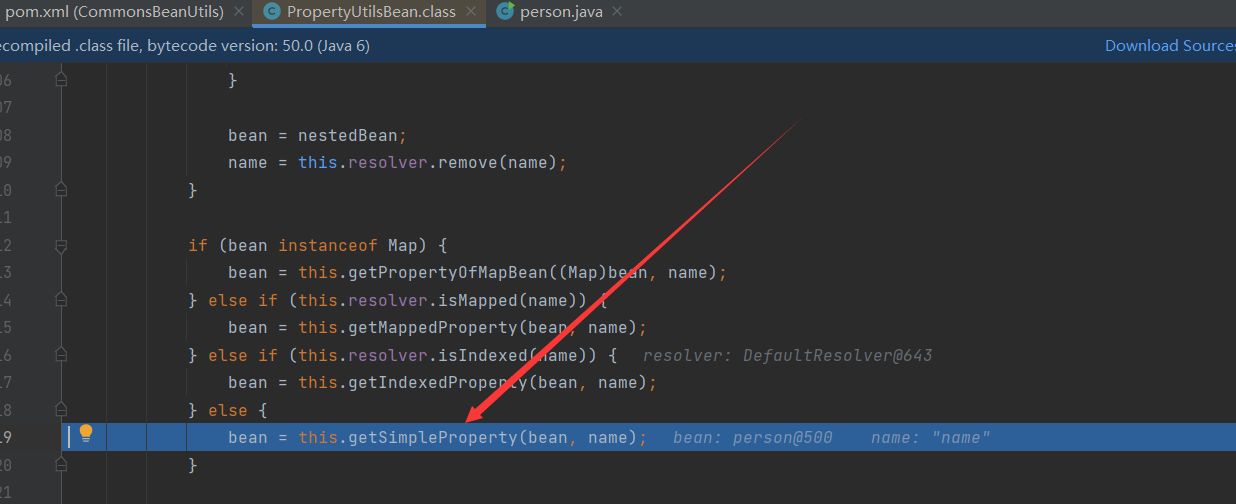 pom.xml (CommonsBeanUtils) × PropertyUtilsBean.class × person.java ×
ecompiled .class file, bytecode version: 50.0 (Java 6) Download Source
06 }
07
08 bean = nestedBean;
09 name = this.resolver.remove(name);
10 }
11
12 if (bean instanceof Map) {
13 bean = this.getPropertyOfMapBean((Map)bean, name);
14 } else if (this.resolver.isMapped(name)) {
15 bean = this.getMappedProperty(bean, name);
16 } else if (this.resolver.isIndexed(name)) { resolver: DefaultResolver@643
17 bean = this.getIndexedProperty(bean, name);
18 } else {
19 bean = this.getSimpleProperty(bean, name); bean: person@500 name: "name"
20 }
21